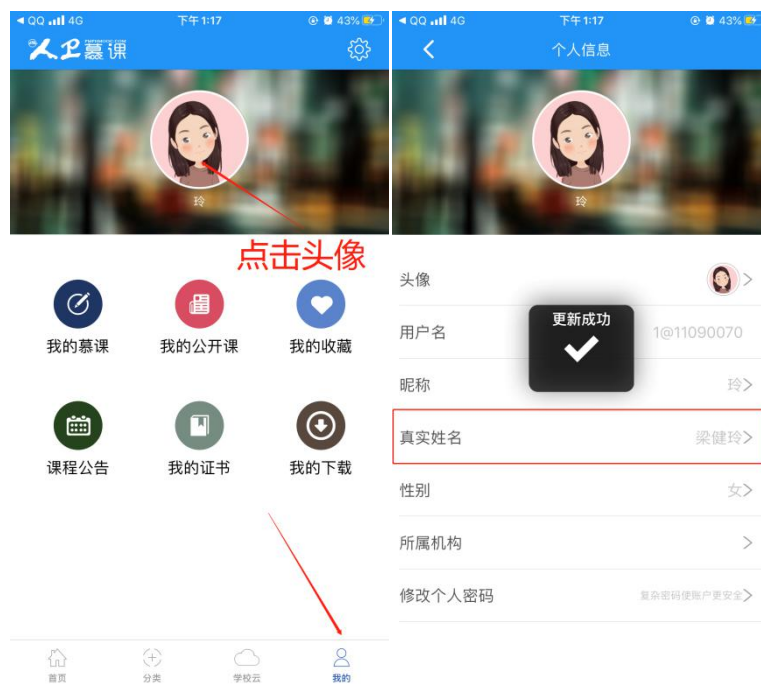 QQ 4G 下午1:17 43%
人卫慕课
玲
点击头像
我的慕课 我的公开课 我的收藏
课程公告 我的证书 我的下载
首页 分类 学校云 我的
QQ 4G 下午1:17 43%
个人信息
玲
头像
更新成功
用户名 1@11090070
昵称 玲
真实姓名 梁健玲
性别 女
所属机构
修改个人密码 复杂密码使账户更安全